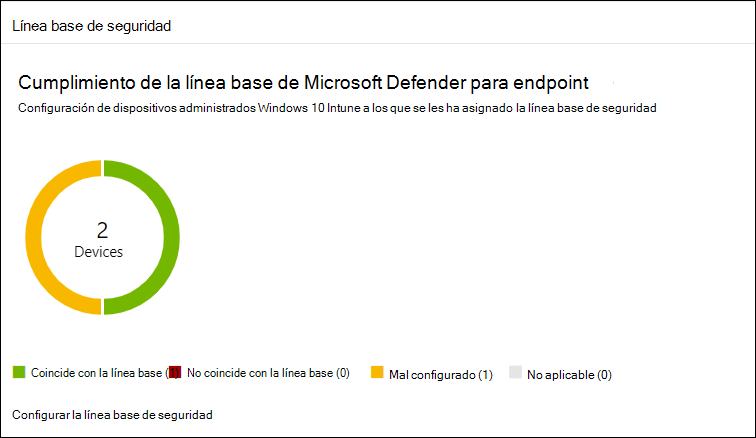 Línea base de seguridad
Cumplimiento de la línea base de Microsoft Defender para endpoint
Configuración de dispositivos administrados Windows 10 Intune a los que se les ha asignado la línea base de seguridad
2
Devices
Coincide con la línea base (1) No coincide con la línea base (0) Mal configurado (1) No aplicable (0)
Configurar la línea base de seguridad